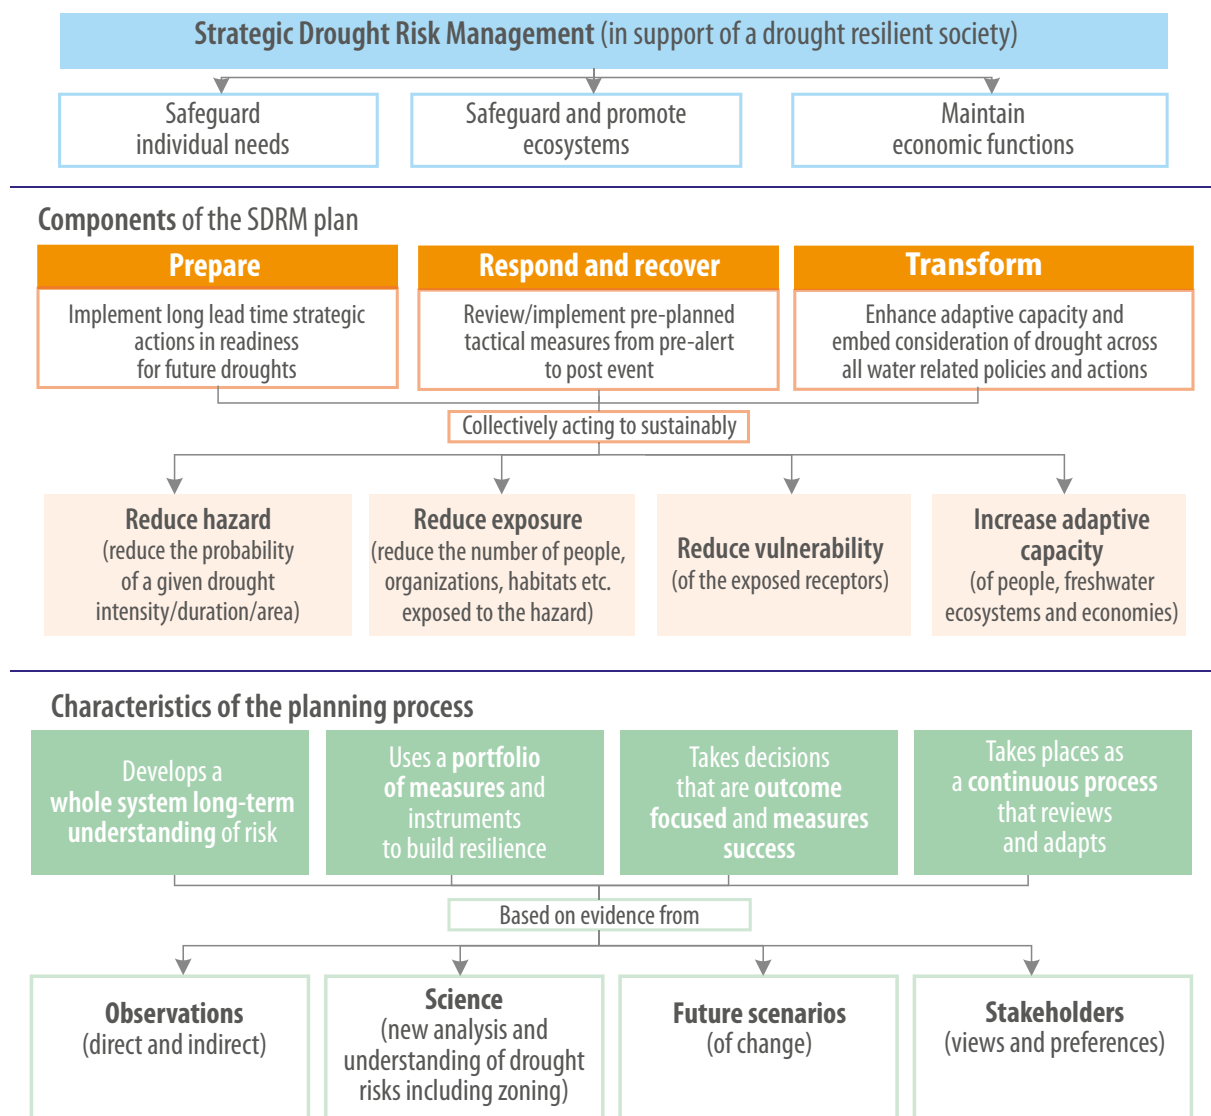 Strategic Drought Risk Management (in support of a drought resilient society)
Safeguard
individual needs
Safeguard and promote
ecosystems
Maintain
economic functions
Components of the SDRM plan
Prepare
Implement long lead time strategic
actions in readiness
for future droughts
Respond and recover
Review/implement pre-planned
tactical measures from pre-alert
to post event
Transform
Enhance adaptive capacity and
embed consideration of drought across
all water related policies and actions
Collectively acting to sustainably
Reduce hazard
(reduce the probability
of a given drought
intensity/duration/area)
Reduce exposure
(reduce the number of people,
organizations, habitats etc.
exposed to the hazard)
Reduce vulnerability
(of the exposed receptors)
Increase adaptive
capacity
(of people, freshwater
ecosystems and economies)
Characteristics of the planning process
Develops a
whole system long-term
understanding of risk
Uses a portfolio
of measures and
instruments
to build resilience
Takes decisions
that are outcome
focused and measures
success
Takes places as
a continuous process
that reviews
and adapts
Based on evidence from
Observations
(direct and indirect)
Science
(new analysis and
understanding of drought
risks including zoning)
Future scenarios
(of change)
Stakeholders
(views and preferences)